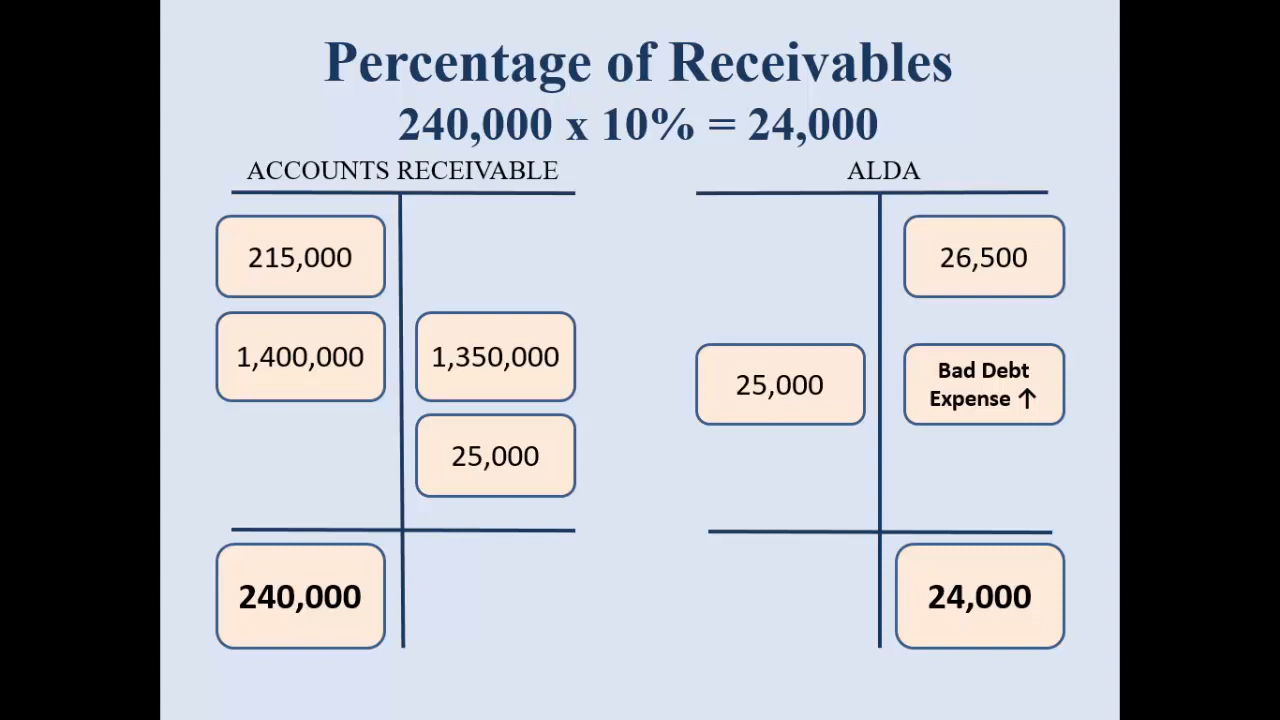 Percentage of Receivables
240,000 x 10% = 24,000
ACCOUNTS RECEIVABLE
215,000
1,400,000
1,350,000
25,000
240,000
ALDA
26,500
25,000
Bad Debt
Expense ↑
24,000